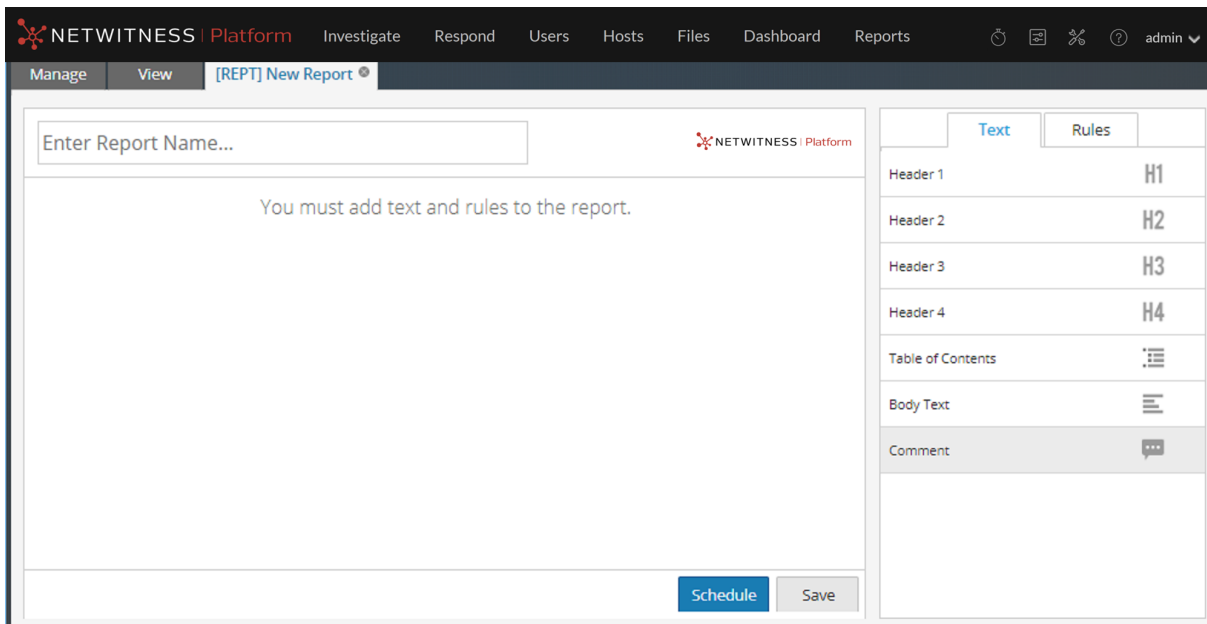 NETWITNESS | Platform Investigate Respond Users Hosts Files Dashboard Reports admin
Manage View [REPT] New Report
Enter Report Name...
NETWITNESS | Platform
You must add text and rules to the report.
Schedule Save
Text Rules
Header 1 H1
Header 2 H2
Header 3 H3
Header 4 H4
Table of Contents
Body Text
Comment